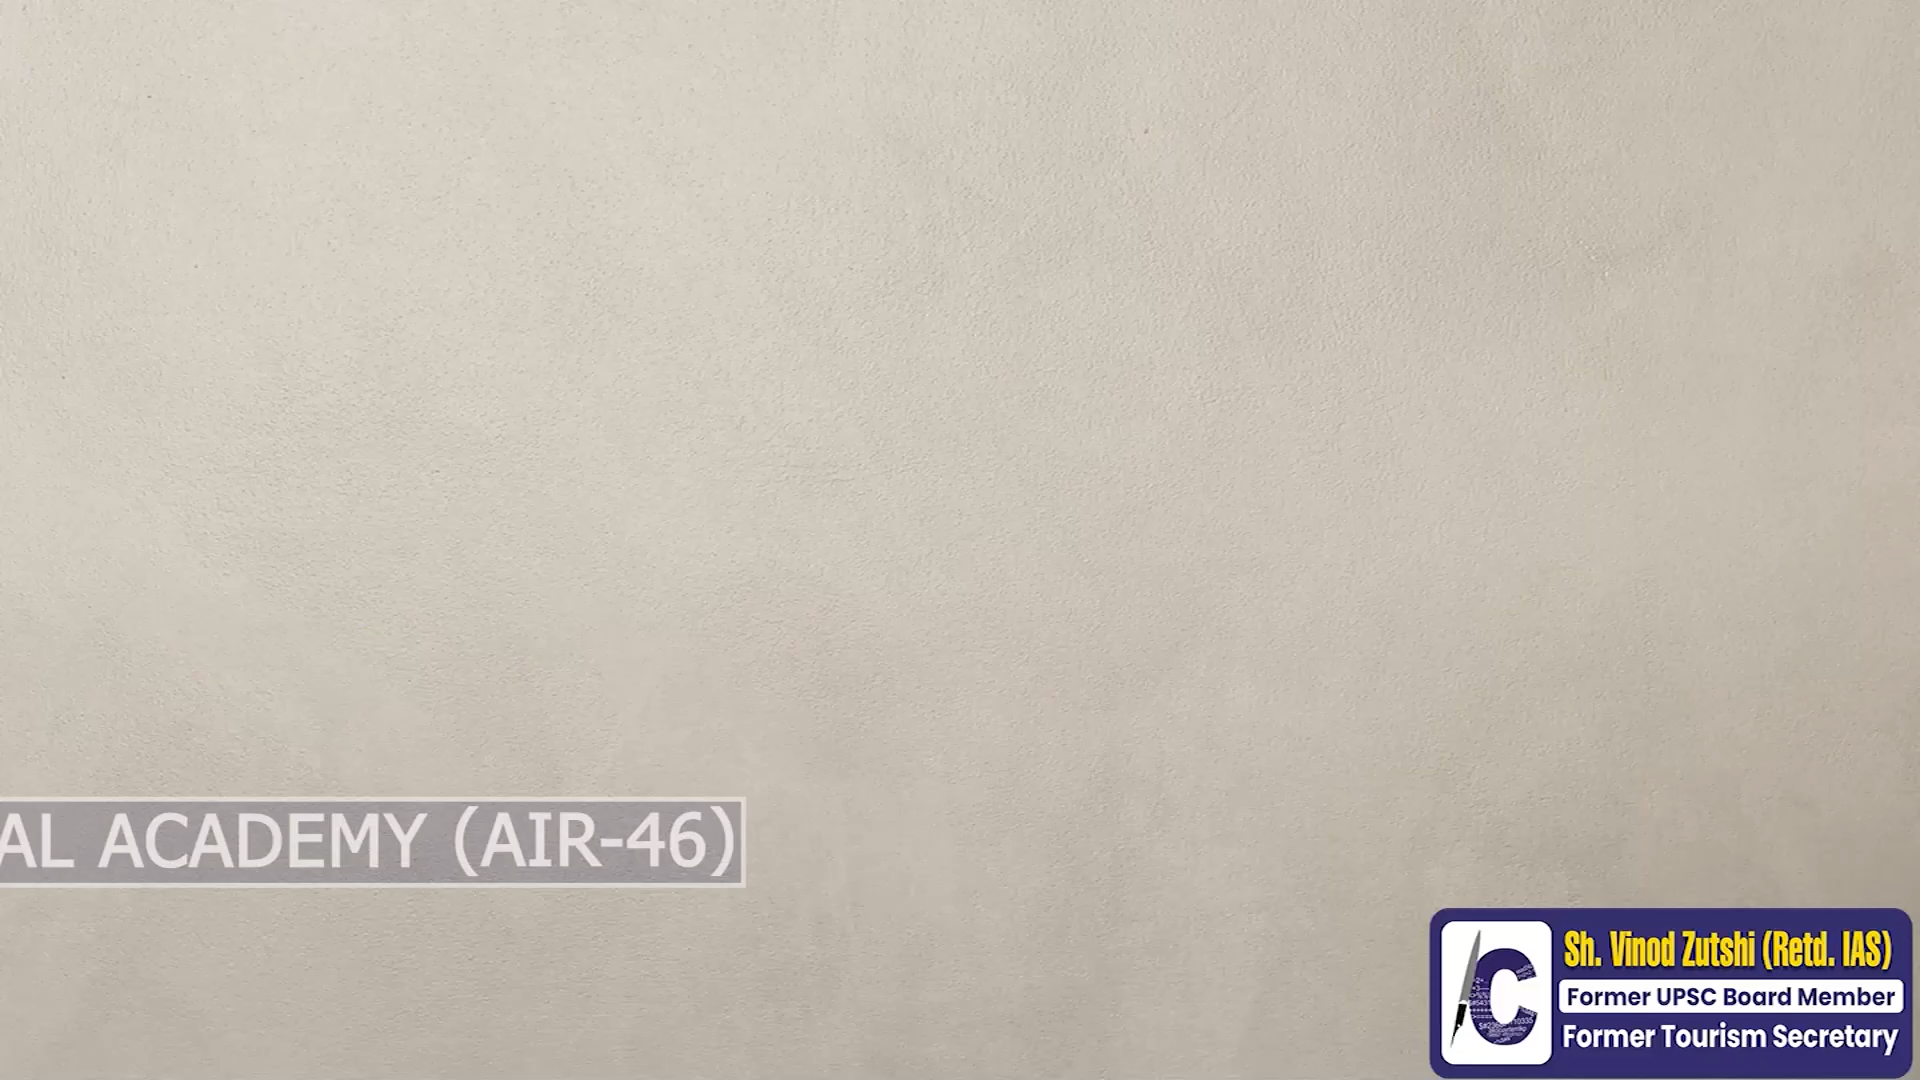 AL ACADEMY (AIR-46)
Sh. Vinod Zutshi (Retd. IAS)
Former UPSC Board Member
Former Tourism Secretary